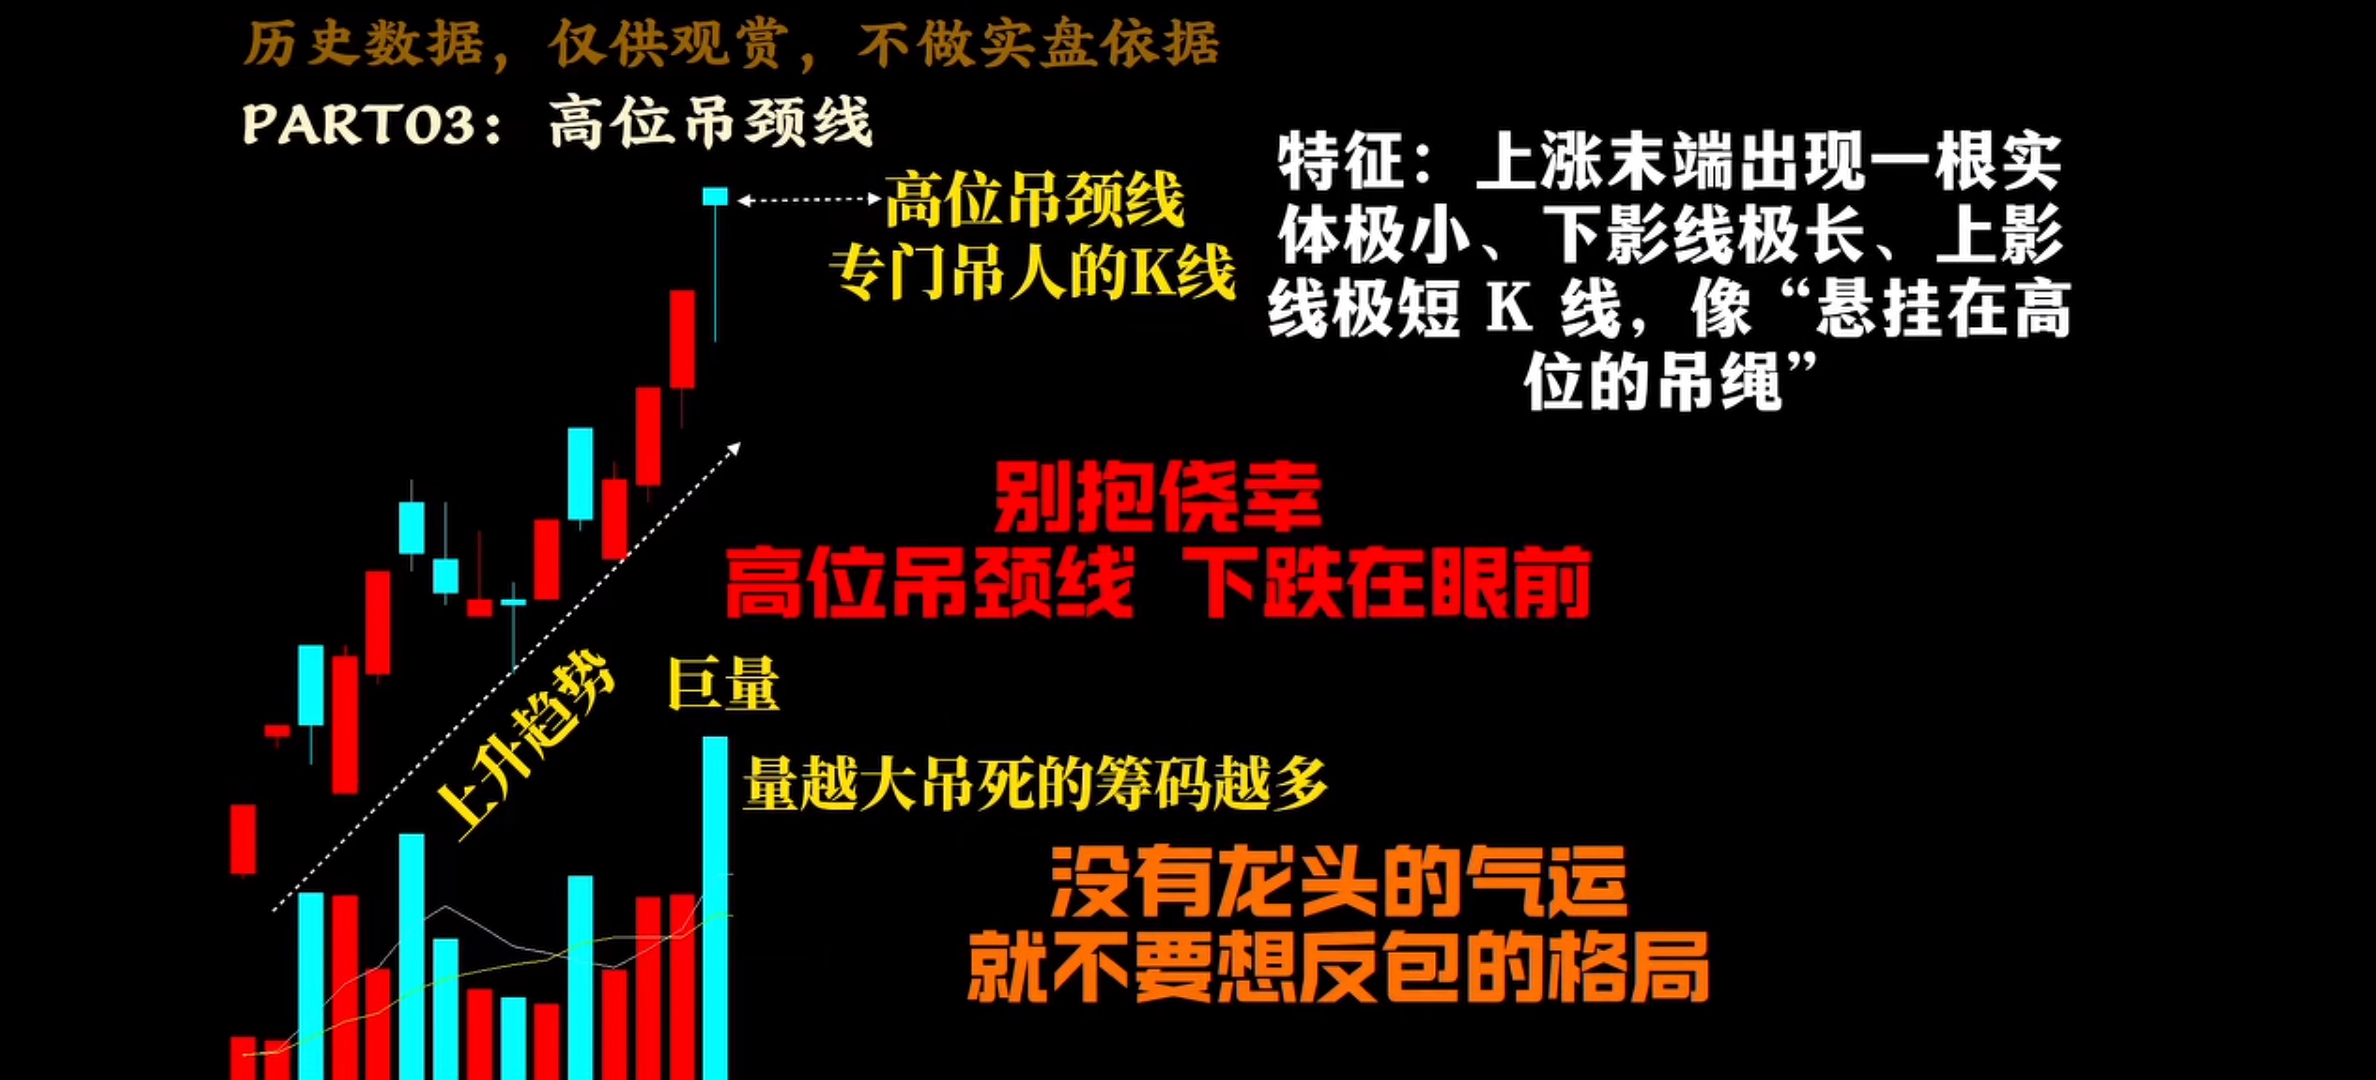 历史数据，仅供观赏，不做实盘依据
PART03：高位吊颈线
高位吊颈线
专门吊人的K线
特征：上涨末端出现一根实
体极小、下影线极长、上影
线极短 K 线，像“悬挂在高
位的吊绳”
别抱侥幸
高位吊颈线 下跌在眼前
上升趋势
巨量
量越大吊死的筹码越多
没有龙头的气运
就不要想反包的格局